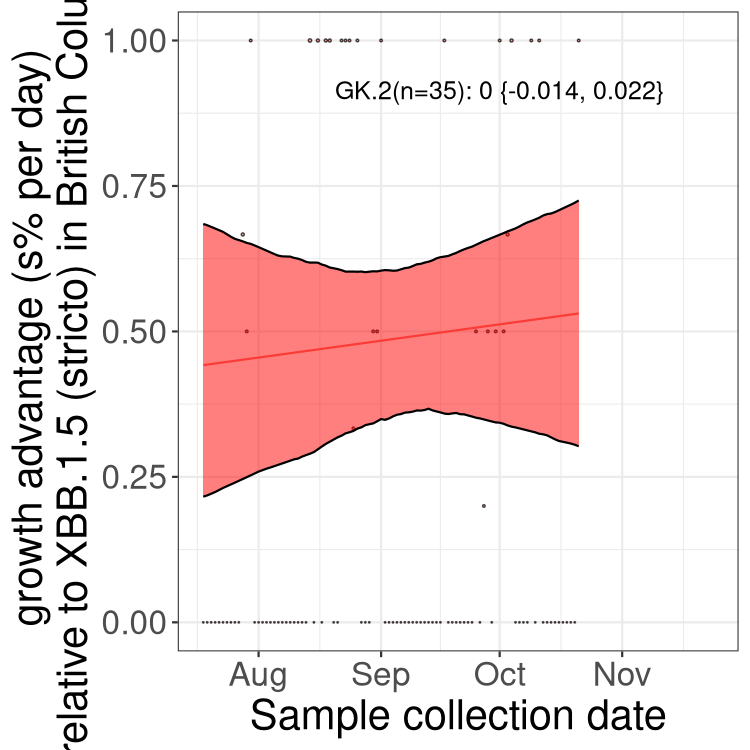 growth advantage (s% per day)
relative to XBB.1.5 (stricto) in British Colu
1.00
0.75
0.50
0.25
0.00
GK.2(n=35): 0 {-0.014, 0.022}
Aug Sep Oct Nov
Sample collection date